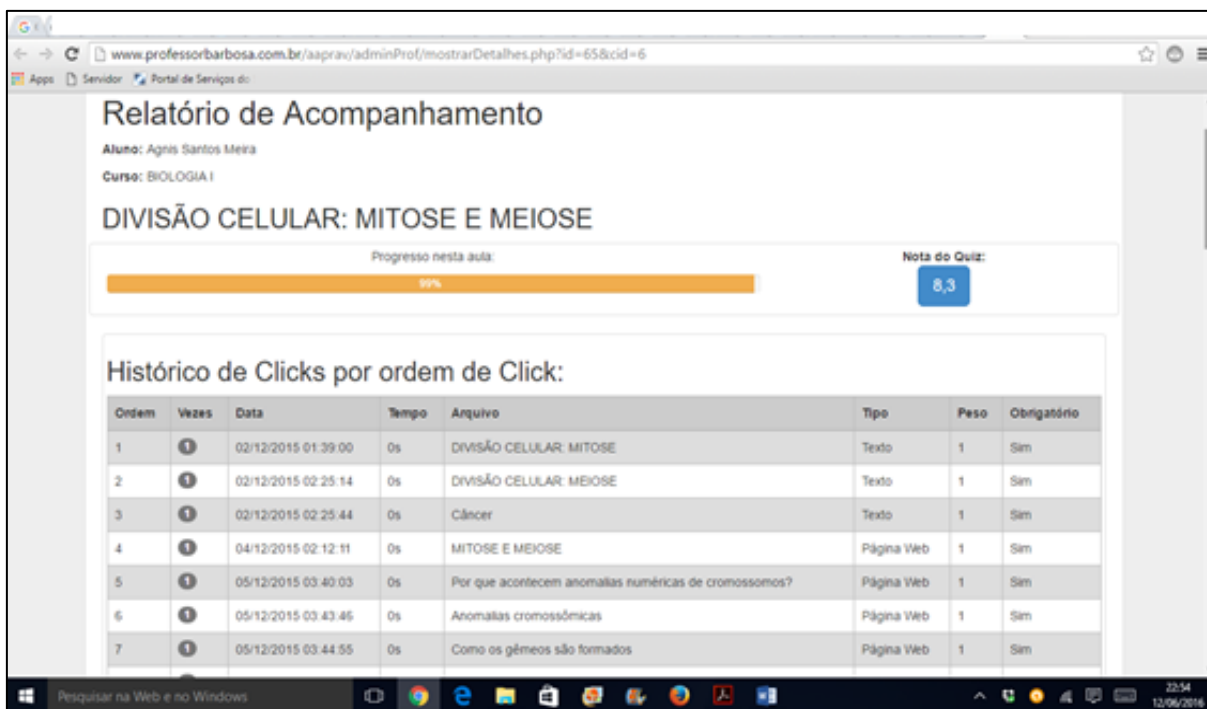 www.professorbarbosa.com.br/aaprav/adminProf/mostrarDetalhes.php?id=65&cid=6
Apps Servidor Portal de Serviços do
Relatório de Acompanhamento
Aluno: Agnis Santos Meira
Curso: BIOLOGIA I
DIVISÃO CELULAR: MITOSE E MEIOSE
Progresso nesta aula: Nota do Quiz:
99% 8,3
Histórico de Clicks por ordem de Click:
Ordem Vezes Data Tempo Arquivo Tipo Peso Obrigatório
1 1 02/12/2015 01:39:00 0s DIVISÃO CELULAR: MITOSE Texto 1 Sim
2 1 02/12/2015 02:25:14 0s DIVISÃO CELULAR: MEIOSE Texto 1 Sim
3 1 02/12/2015 02:25:44 0s Câncer Texto 1 Sim
4 1 04/12/2015 02:12:11 0s MITOSE E MEIOSE Página Web 1 Sim
5 1 05/12/2015 03:40:03 0s Por que acontecem anomalias numéricas de cromossomos? Página Web 1 Sim
6 1 05/12/2015 03:43:46 0s Anomalias cromossômicas Página Web 1 Sim
7 1 05/12/2015 03:44:55 0s Como os gêmeos são formados Página Web 1 Sim
Pesquisar na Web e no Windows
22:54
12/06/2016